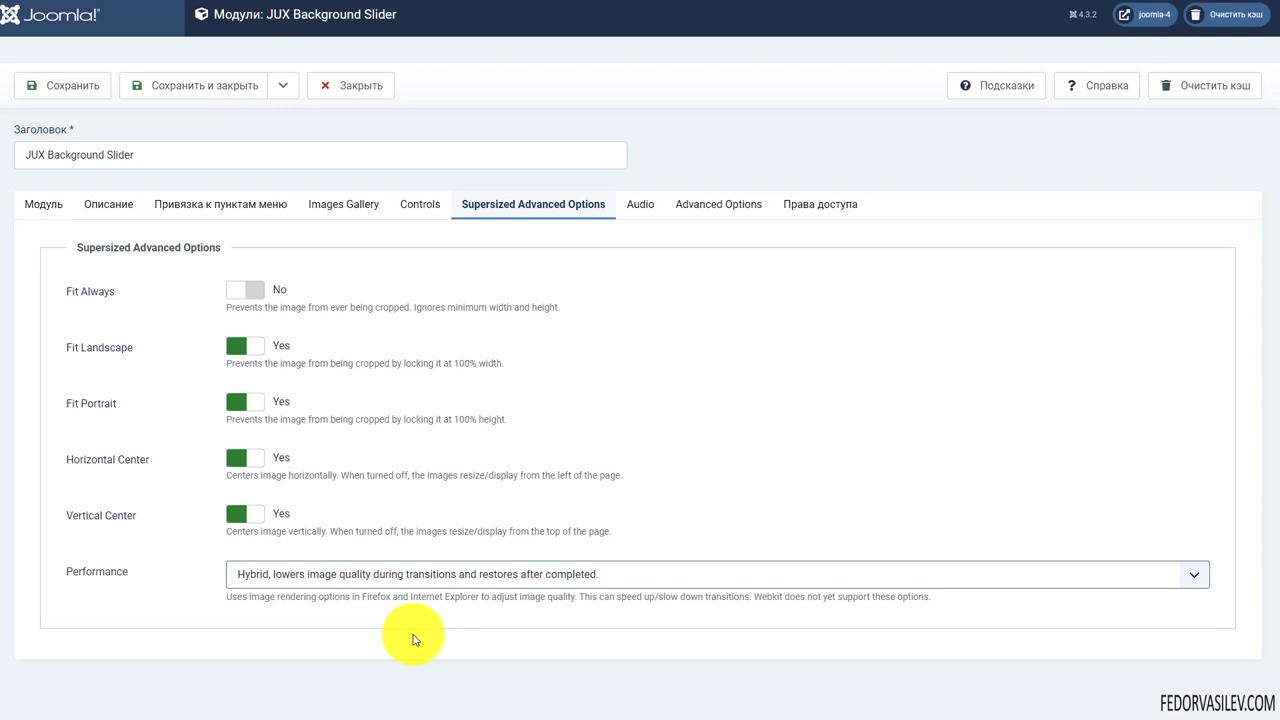 Joomla!® Модули: JUX Background Slider 4.3.2 joomla-4 Очистить кэш
Сохранить Сохранить и закрыть Закрыть Подсказки Справка Очистить кэш
Заголовок *
JUX Background Slider
Модуль Описание Привязка к пунктам меню Images Gallery Controls Supersized Advanced Options Audio Advanced Options Права доступа
Supersized Advanced Options
Fit Always No
Prevents the image from ever being cropped. Ignores minimum width and height.
Fit Landscape Yes
Prevents the image from being cropped by locking it at 100% width.
Fit Portrait Yes
Prevents the image from being cropped by locking it at 100% height.
Horizontal Center Yes
Centers image horizontally. When turned off, the images resize/display from the left of the page.
Vertical Center Yes
Centers image vertically. When turned off, the images resize/display from the top of the page.
Performance Hybrid, lowers image quality during transitions and restores after completed.
Uses image rendering options in Firefox and Internet Explorer to adjust image quality. This can speed up/slow down transitions. Webkit does not yet support these options.
FEDORVASILEV.COM